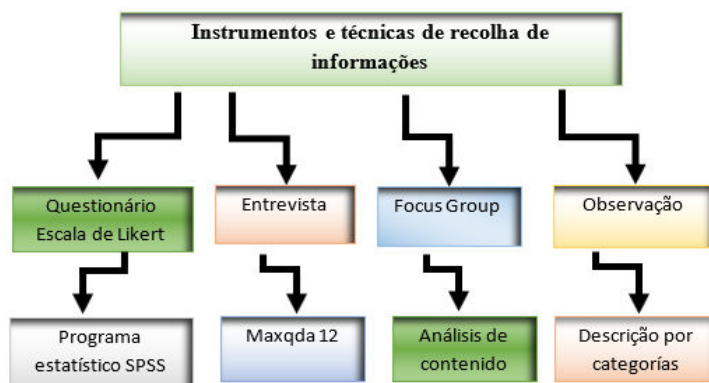 Instrumentos e técnicas de recolha de
informações
Questionário
Escala de Likert
Entrevista
Focus Group
Observação
Programa
estatístico SPSS
Maxqda 12
Análisis de
contenido
Descrição por
categorías